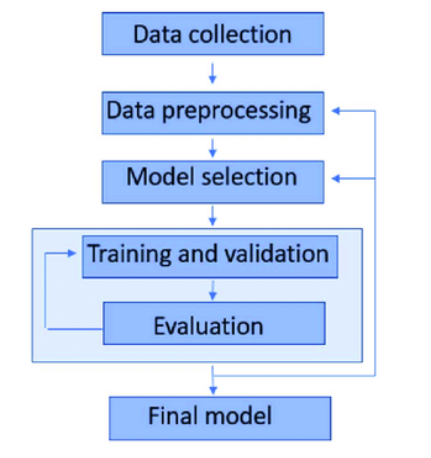 Data collection
Data preprocessing
Model selection
Training and validation
Evaluation
Final model